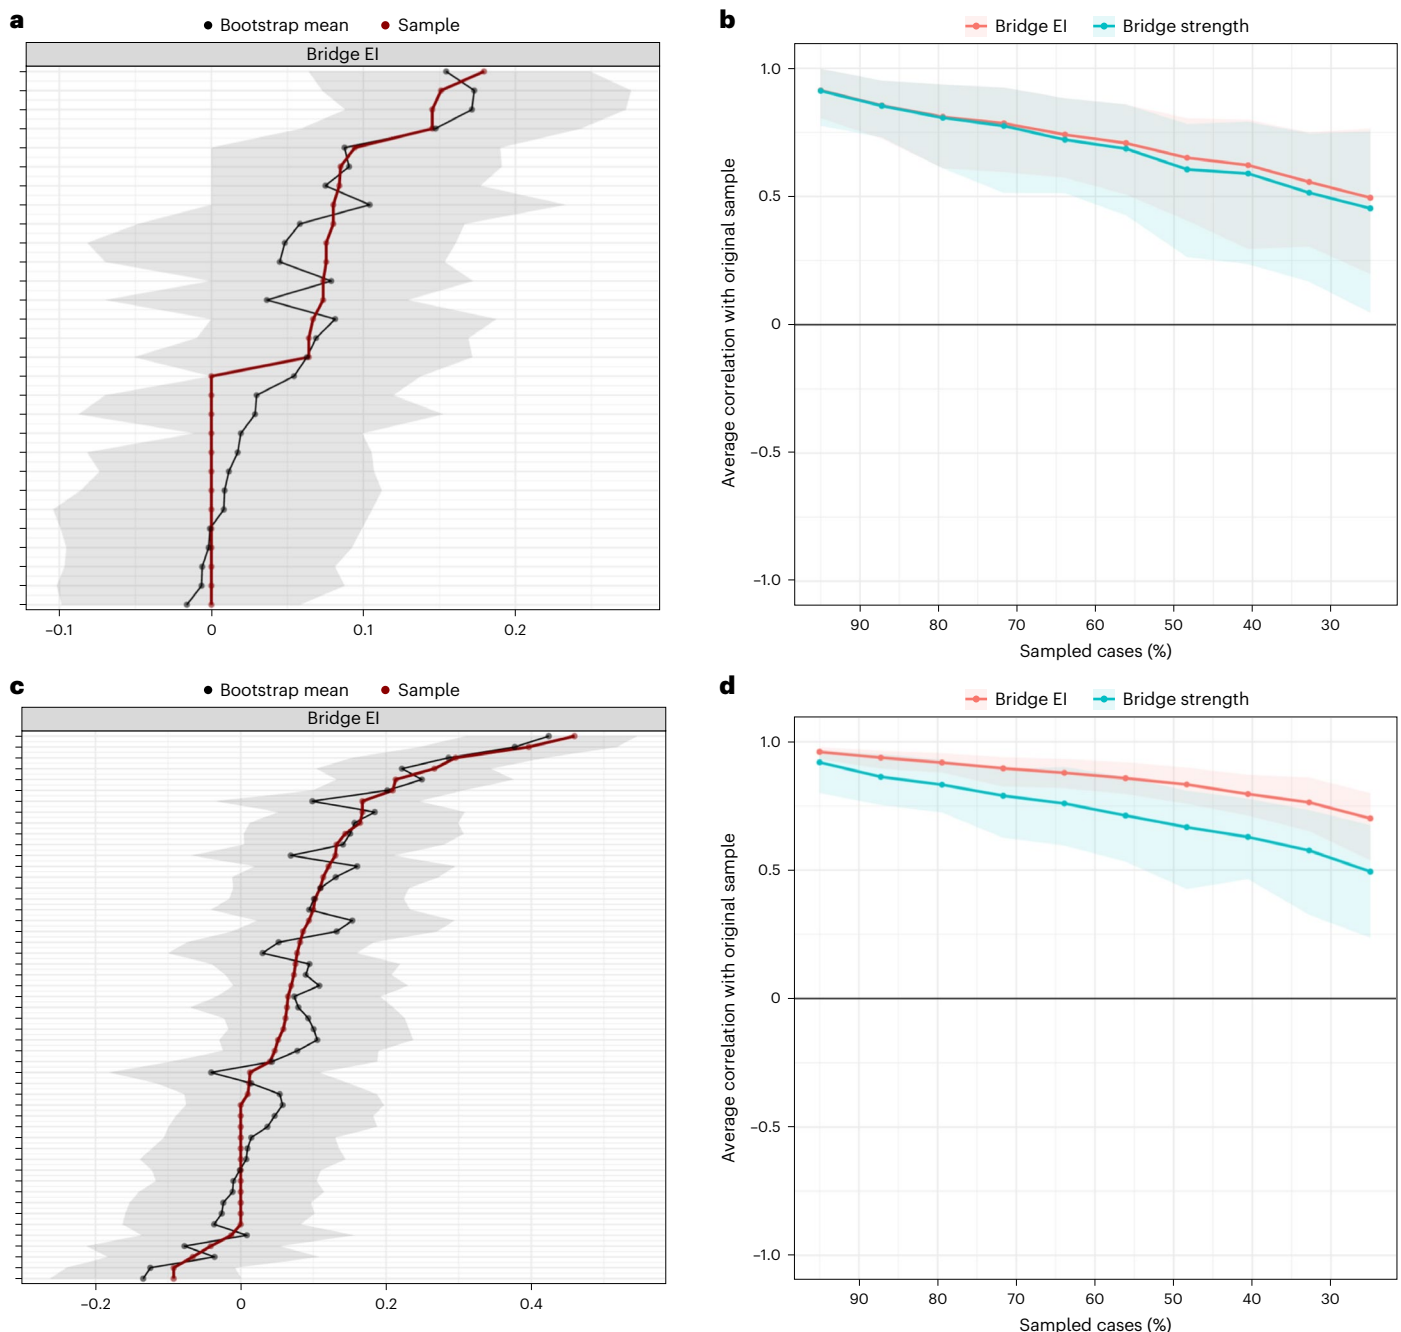 a
Bootstrap mean Sample
Bridge EI
–0.1 0 0.1 0.2
b
Bridge EI Bridge strength
Average correlation with original sample
1.0
0.5
0
–0.5
–1.0
90 80 70 60 50 40 30
Sampled cases (%)
c
Bootstrap mean Sample
Bridge EI
–0.2 0 0.2 0.4
d
Bridge EI Bridge strength
Average correlation with original sample
1.0
0.5
0
–0.5
–1.0
90 80 70 60 50 40 30
Sampled cases (%)